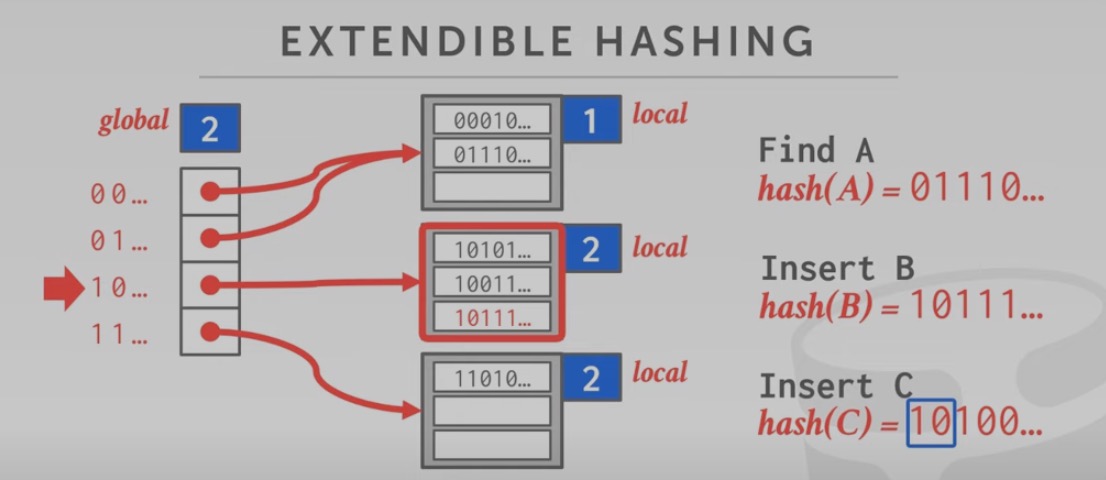 EXTENDIBLE HASHING
global 2
00...
01...
10...
11...
00010... 1 local
01110...
10101... 2 local
10011...
10111...
11010... 2 local
Find A
hash(A) = 01110...
Insert B
hash(B) = 10111...
Insert C
hash(C) = 10100...